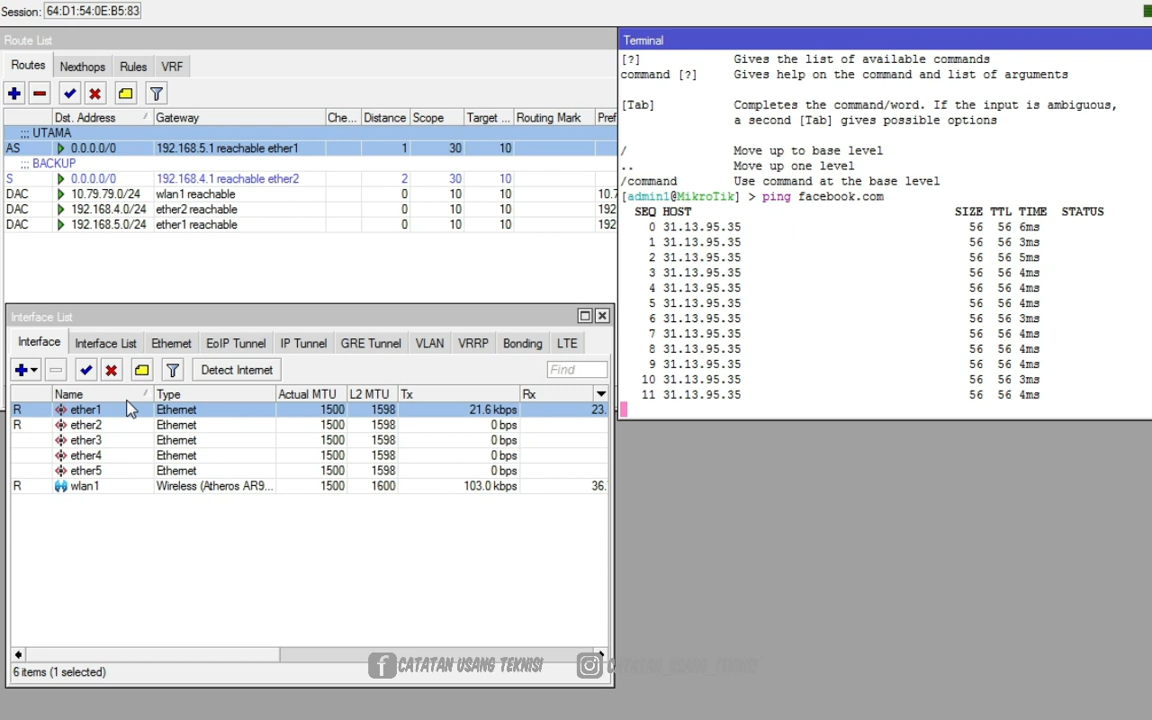 Session: 64:D1:54:0E:B5:83
Route List
Routes Nexthops Rules VRF
Dst. Address / Gateway Che... Distance Scope Target ... Routing Mark Pref
;;; UTAMA
AS 0.0.0.0/0 192.168.5.1 reachable ether1 1 30 10
;;; BACKUP
S 0.0.0.0/0 192.168.4.1 reachable ether2 2 30 10
DAC 10.79.79.0/24 wlan1 reachable 0 10 10 10.7
DAC 192.168.4.0/24 ether2 reachable 0 10 10 192
DAC 192.168.5.0/24 ether1 reachable 0 10 10 192
Interface List
Interface Interface List Ethernet EoIP Tunnel IP Tunnel GRE Tunnel VLAN VRRP Bonding LTE
Detect Internet Find
Name / Type Actual MTU L2 MTU Tx Rx
R ether1 Ethernet 1500 1598 21.6 kbps 23.
R ether2 Ethernet 1500 1598 0 bps
ether3 Ethernet 1500 1598 0 bps
ether4 Ethernet 1500 1598 0 bps
ether5 Ethernet 1500 1598 0 bps
R wlan1 Wireless (Atheros AR9... 1500 1600 103.0 kbps 36.
6 items (1 selected)
Terminal
[?] Gives the list of available commands
command [?] Gives help on the command and list of arguments
[Tab] Completes the command/word. If the input is ambiguous,
a second [Tab] gives possible options
/ Move up to base level
.. Move up one level
/command Use command at the base level
[admin1@MikroTik] > ping facebook.com
SEQ HOST SIZE TTL TIME STATUS
0 31.13.95.35 56 56 6ms
1 31.13.95.35 56 56 3ms
2 31.13.95.35 56 56 5ms
3 31.13.95.35 56 56 4ms
4 31.13.95.35 56 56 4ms
5 31.13.95.35 56 56 4ms
6 31.13.95.35 56 56 3ms
7 31.13.95.35 56 56 4ms
8 31.13.95.35 56 56 4ms
9 31.13.95.35 56 56 4ms
10 31.13.95.35 56 56 3ms
11 31.13.95.35 56 56 4ms
CATATAN USANG TEKNISI CATATAN_USANG_TEKNISI